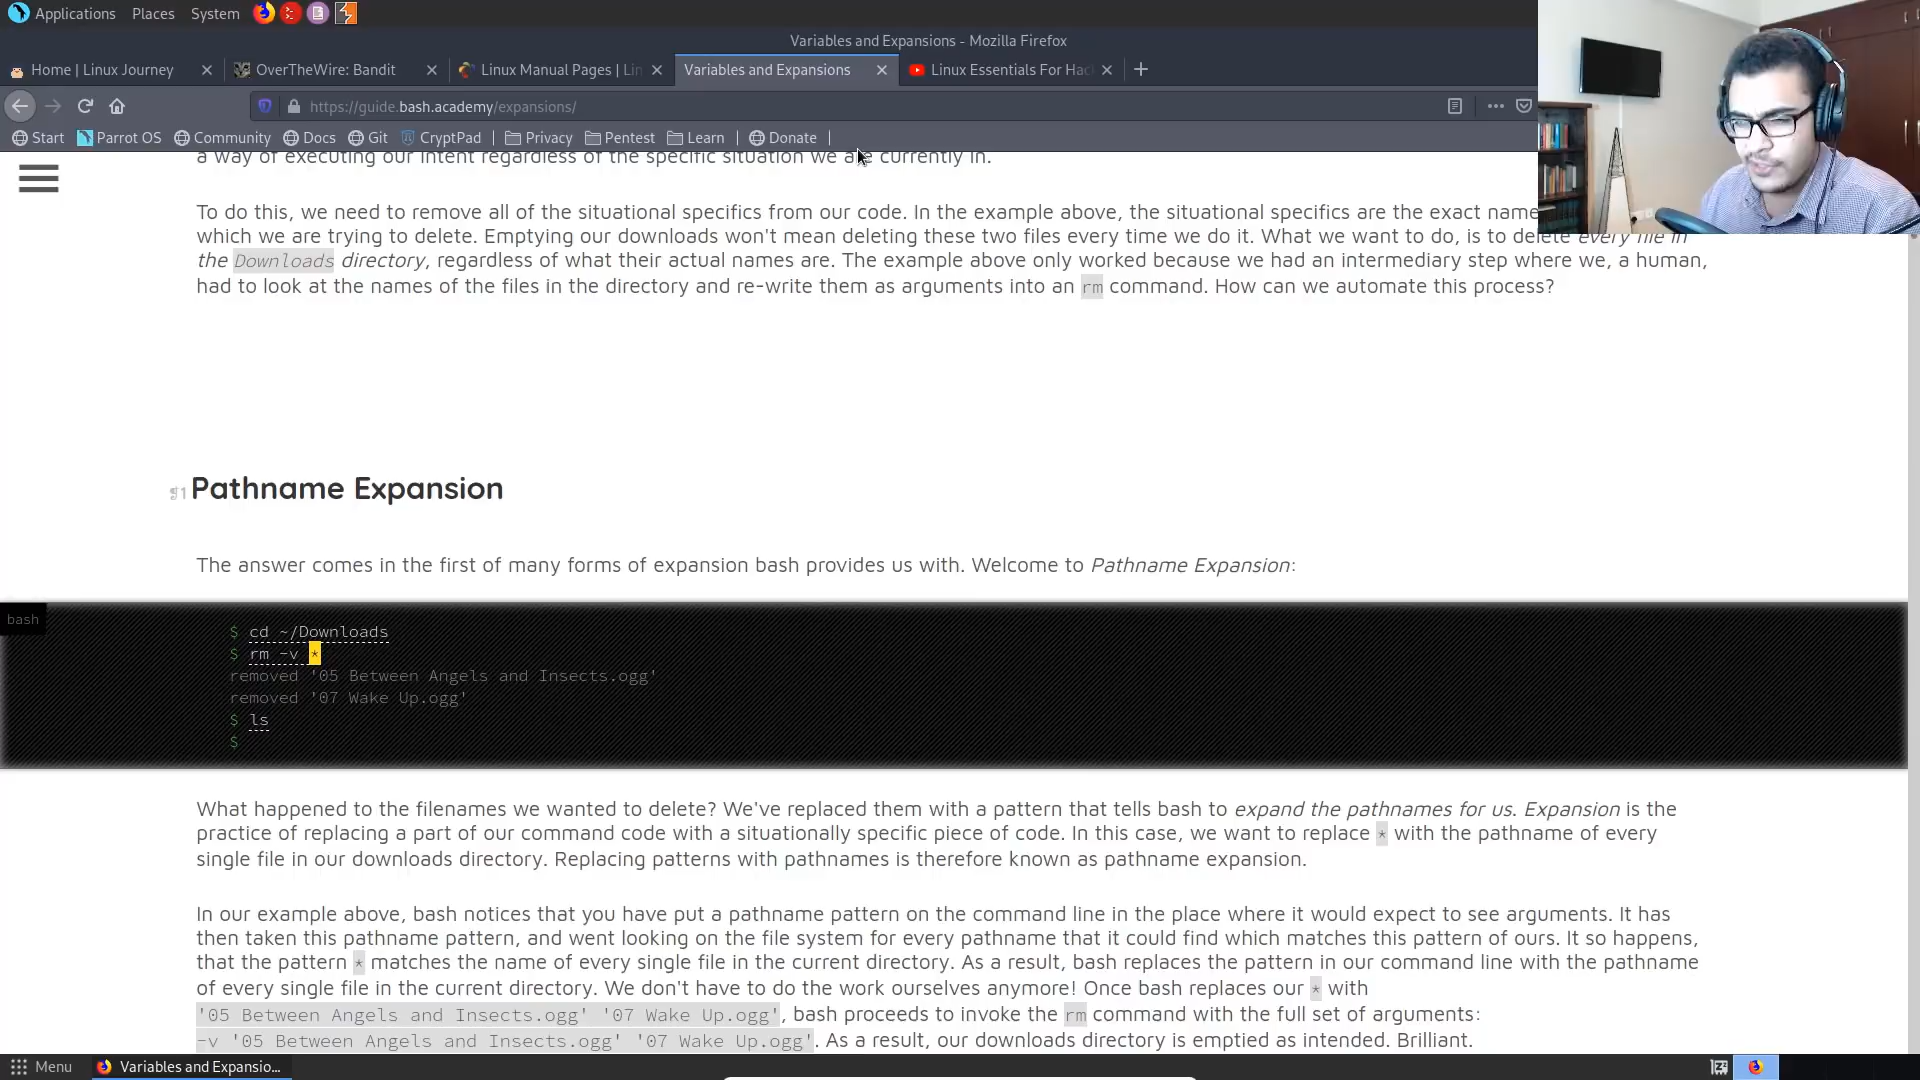 Applications Places System
Variables and Expansions - Mozilla Firefox
Home | Linux Journey
OverTheWire: Bandit
Linux Manual Pages | Lin
Variables and Expansions
Linux Essentials For Hac
https://guide.bash.academy/expansions/
Start Parrot OS Community Docs Git CryptPad Privacy Pentest Learn Donate
a way of executing our intent regardless of the specific situation we are currently in.
To do this, we need to remove all of the situational specifics from our code. In the example above, the situational specifics are the exact name
which we are trying to delete. Emptying our downloads won't mean deleting these two files every time we do it. What we want to do, is to delete every file in
the Downloads directory, regardless of what their actual names are. The example above only worked because we had an intermediary step where we, a human,
had to look at the names of the files in the directory and re-write them as arguments into an rm command. How can we automate this process?
¶1 Pathname Expansion
The answer comes in the first of many forms of expansion bash provides us with. Welcome to Pathname Expansion:
bash
$ cd ~/Downloads
$ rm -v *
removed '05 Between Angels and Insects.ogg'
removed '07 Wake Up.ogg'
$ ls
$
What happened to the filenames we wanted to delete? We've replaced them with a pattern that tells bash to expand the pathnames for us. Expansion is the
practice of replacing a part of our command code with a situationally specific piece of code. In this case, we want to replace * with the pathname of every
single file in our downloads directory. Replacing patterns with pathnames is therefore known as pathname expansion.
In our example above, bash notices that you have put a pathname pattern on the command line in the place where it would expect to see arguments. It has
then taken this pathname pattern, and went looking on the file system for every pathname that it could find which matches this pattern of ours. It so happens,
that the pattern * matches the name of every single file in the current directory. As a result, bash replaces the pattern in our command line with the pathname
of every single file in the current directory. We don't have to do the work ourselves anymore! Once bash replaces our * with
'05 Between Angels and Insects.ogg' '07 Wake Up.ogg', bash proceeds to invoke the rm command with the full set of arguments:
-v '05 Between Angels and Insects.ogg' '07 Wake Up.ogg'. As a result, our downloads directory is emptied as intended. Brilliant.
Menu
Variables and Expansio...